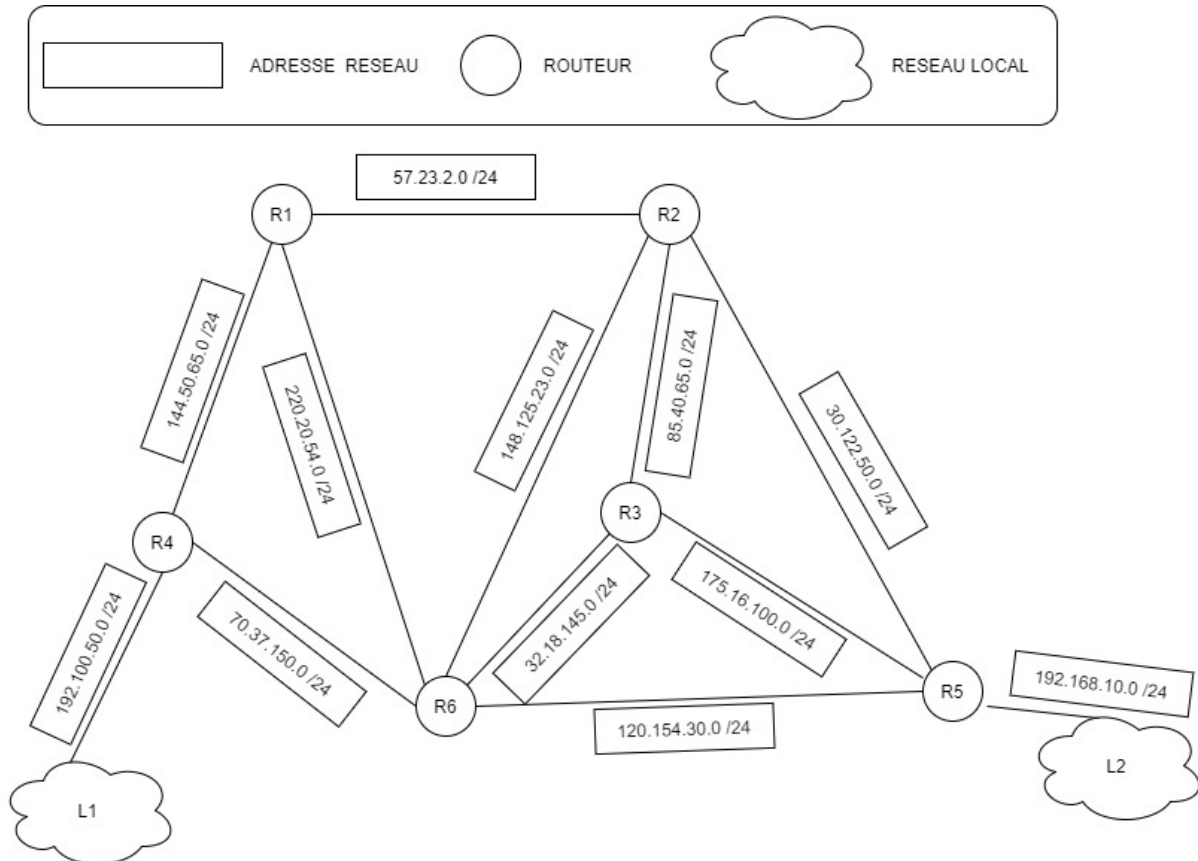 ADRESSE RESEAU
ROUTEUR
RESEAU LOCAL
57.23.2.0 /24
R1
R2
144.50.65.0 /24
220.20.54.0 /24
148.125.23.0 /24
85.40.65.0 /24
30.122.50.0 /24
R3
R4
192.100.50.0 /24
70.37.150.0 /24
32.18.145.0 /24
175.16.100.0 /24
R6
R5
120.154.30.0 /24
192.168.10.0 /24
L1
L2